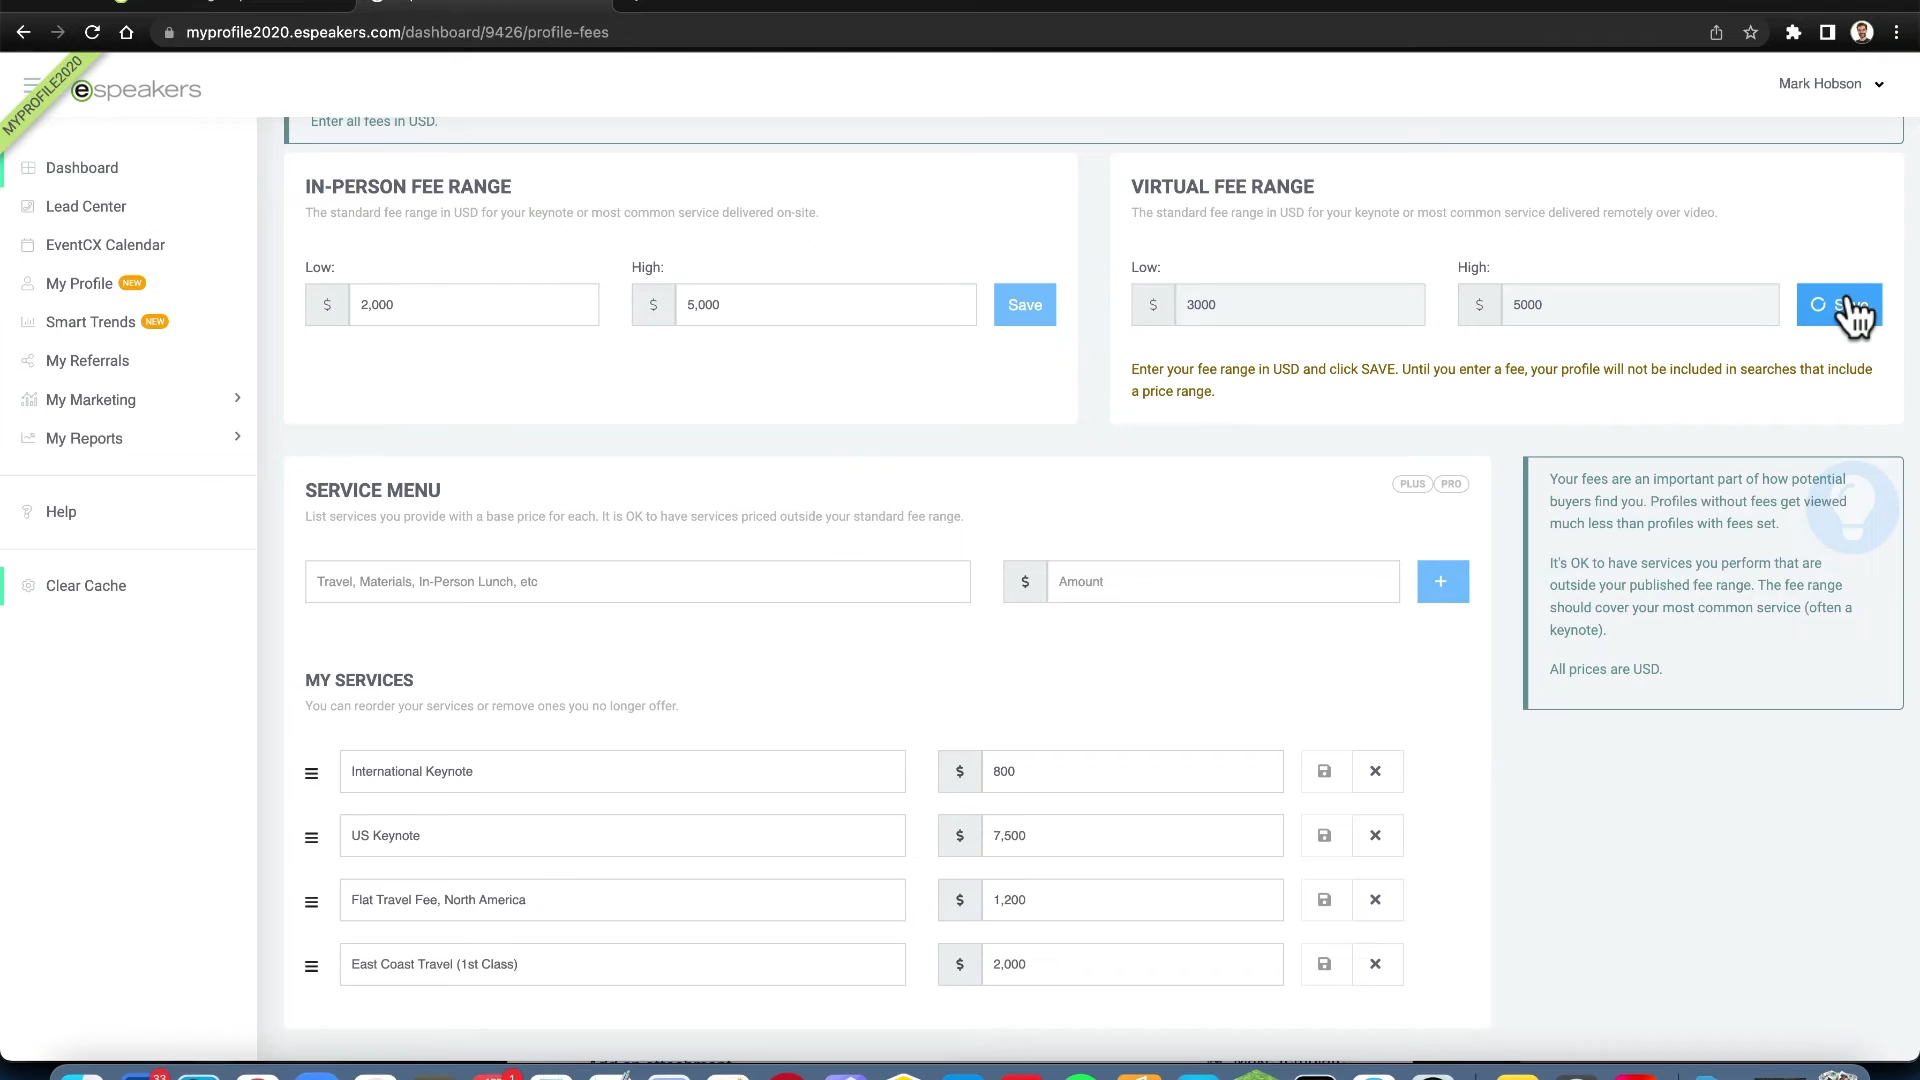 myprofile2020.espeakers.com/dashboard/9426/profile-fees
MYPROFILE2020
espeakers
Mark Hobson
Enter all fees in USD.
Dashboard
Lead Center
EventCX Calendar
My Profile NEW
Smart Trends NEW
My Referrals
My Marketing
My Reports
Help
Clear Cache
IN-PERSON FEE RANGE
The standard fee range in USD for your keynote or most common service delivered on-site.
Low:
High:
$ 2,000
$ 5,000
Save
VIRTUAL FEE RANGE
The standard fee range in USD for your keynote or most common service delivered remotely over video.
Low:
High:
$ 3000
$ 5000
Enter your fee range in USD and click SAVE. Until you enter a fee, your profile will not be included in searches that include
a price range.
SERVICE MENU
PLUS PRO
List services you provide with a base price for each. It is OK to have services priced outside your standard fee range.
Travel, Materials, In-Person Lunch, etc
$ Amount
+
MY SERVICES
You can reorder your services or remove ones you no longer offer.
International Keynote
$ 800
US Keynote
$ 7,500
Flat Travel Fee, North America
$ 1,200
East Coast Travel (1st Class)
$ 2,000
Your fees are an important part of how potential
buyers find you. Profiles without fees get viewed
much less than profiles with fees set.
It's OK to have services you perform that are
outside your published fee range. The fee range
should cover your most common service (often a
keynote).
All prices are USD.
33
1